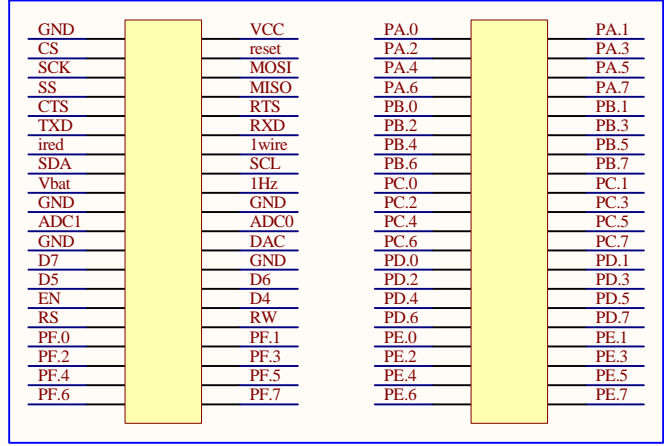 GND VCC PA.0 PA.1
CS reset PA.2 PA.3
SCK MOSI PA.4 PA.5
SS MISO PA.6 PA.7
CTS RTS PB.0 PB.1
TXD RXD PB.2 PB.3
ired 1wire PB.4 PB.5
SDA SCL PB.6 PB.7
Vbat 1Hz PC.0 PC.1
GND GND PC.2 PC.3
ADC1 ADC0 PC.4 PC.5
GND DAC PC.6 PC.7
D7 GND PD.0 PD.1
D5 D6 PD.2 PD.3
EN D4 PD.4 PD.5
RS RW PD.6 PD.7
PF.0 PF.1 PE.0 PE.1
PF.2 PF.3 PE.2 PE.3
PF.4 PF.5 PE.4 PE.5
PF.6 PF.7 PE.6 PE.7